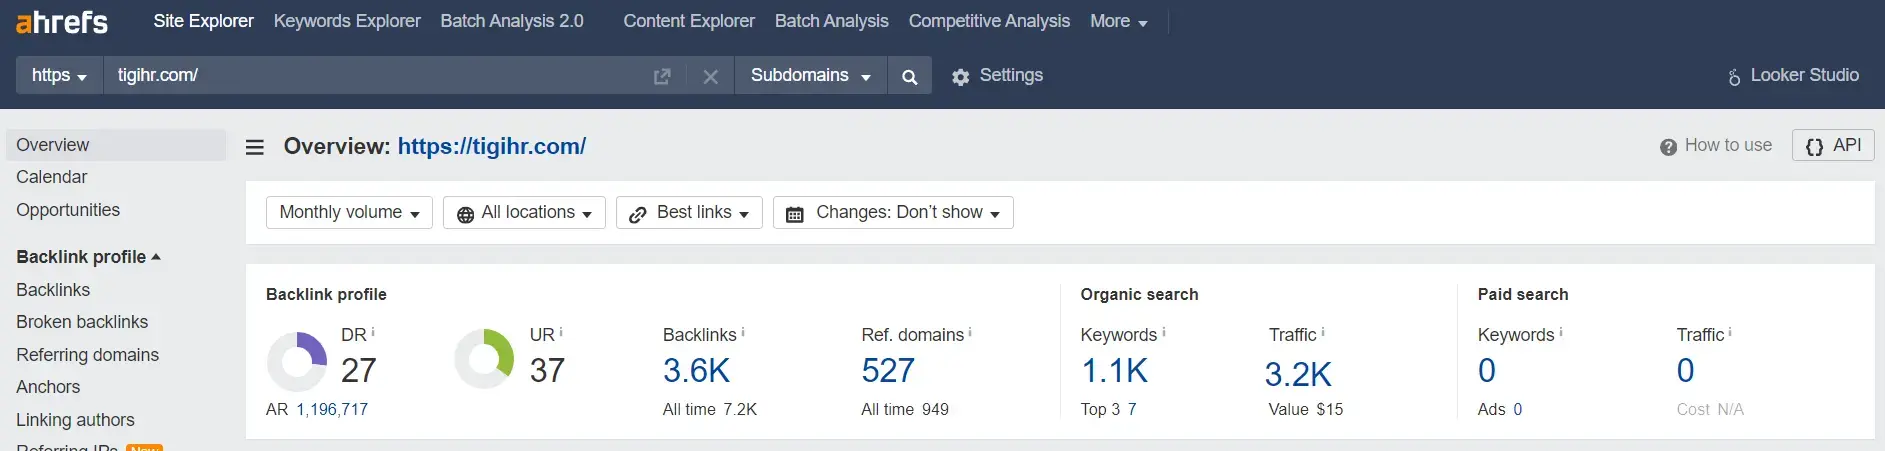 ahrefs Site Explorer Keywords Explorer Batch Analysis 2.0 Content Explorer Batch Analysis Competitive Analysis More
https tigihr.com/ Subdomains Settings Looker Studio
Overview
Calendar
Opportunities
Backlink profile
Backlinks
Broken backlinks
Referring domains
Anchors
Linking authors
Referring IPs New
Overview: https://tigihr.com/ How to use API
Monthly volume All locations Best links Changes: Don't show
Backlink profile
DR UR Backlinks Ref. domains
27 37 3.6K 527
AR 1,196,717 All time 7.2K All time 949
Organic search
Keywords Traffic
1.1K 3.2K
Top 3 7 Value $15
Paid search
Keywords Traffic
0 0
Ads 0 Cost N/A